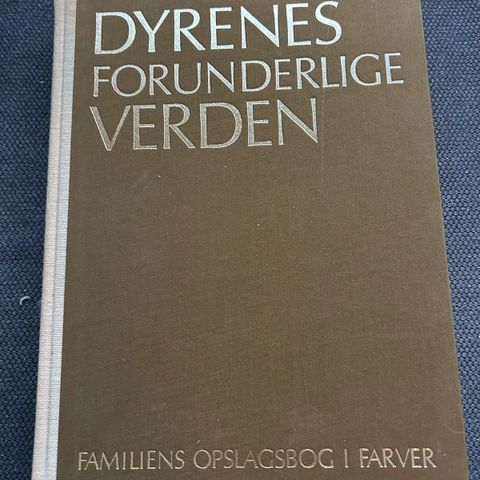 DYRENES
FORUNDERLIGE
VERDEN
FAMILIENS OPSLAGSBOG I FARVER